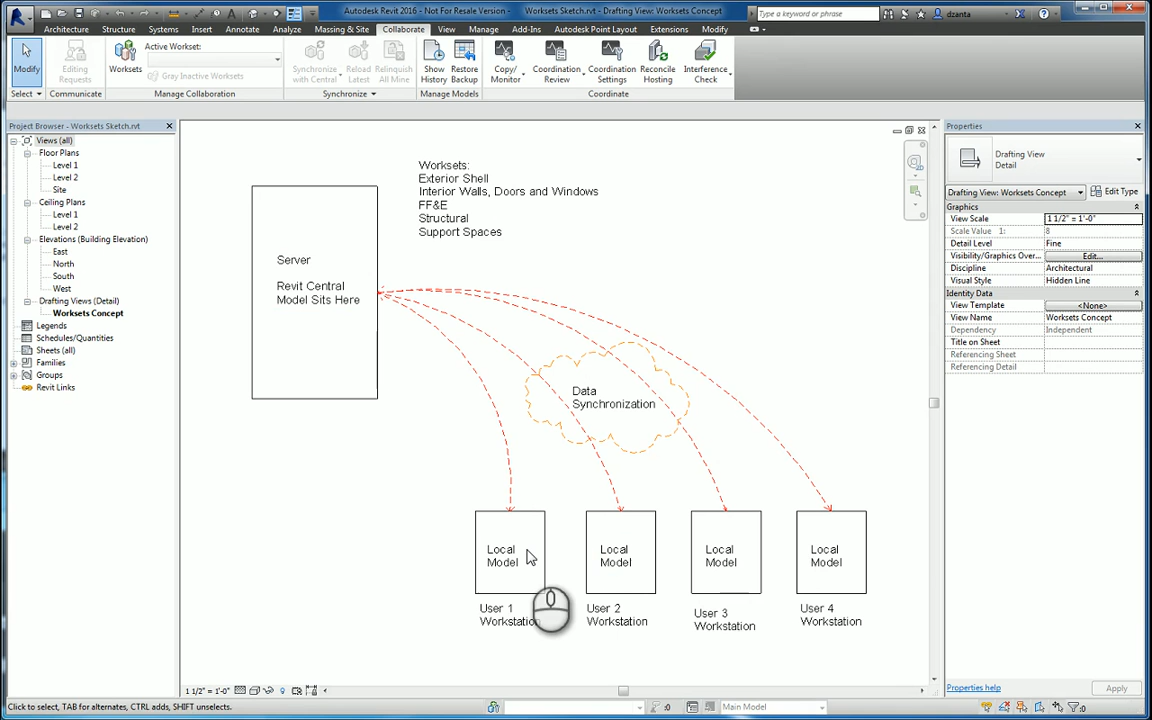 Autodesk Revit 2016 - Not For Resale Version - Worksets Sketch.rvt - Drafting View: Worksets Concept
Type a keyword or phrase
dzanta
Architecture Structure Systems Insert Annotate Analyze Massing & Site Collaborate View Manage Add-Ins Autodesk Point Layout Extensions Modify
Modify
Editing Requests
Worksets
Active Workset:
Gray Inactive Worksets
Synchronize with Central
Reload Latest
Relinquish All Mine
Show History
Restore Backup
Copy/ Monitor
Coordination Review
Coordination Settings
Reconcile Hosting
Interference Check
Select
Communicate
Manage Collaboration
Synchronize
Manage Models
Coordinate
Project Browser - Worksets Sketch.rvt
Views (all)
Floor Plans
Level 1
Level 2
Site
Ceiling Plans
Level 1
Level 2
Elevations (Building Elevation)
East
North
South
West
Drafting Views (Detail)
Worksets Concept
Legends
Schedules/Quantities
Sheets (all)
Families
Groups
Revit Links
Worksets:
Exterior Shell
Interior Walls, Doors and Windows
FF&E
Structural
Support Spaces
Server
Revit Central
Model Sits Here
Data
Synchronization
Local
Model
Local
Model
Local
Model
Local
Model
User 1
Workstation
User 2
Workstation
User 3
Workstation
User 4
Workstation
Properties
Drafting View
Detail
Drafting View: Worksets Concept
Edit Type
Graphics
View Scale 1 1/2" = 1'-0"
Scale Value 1: 8
Detail Level Fine
Visibility/Graphics Over... Edit...
Discipline Architectural
Visual Style Hidden Line
Identity Data
View Template <None>
View Name Worksets Concept
Dependency Independent
Title on Sheet
Referencing Sheet
Referencing Detail
Properties help
Apply
1 1/2" = 1'-0"
Click to select, TAB for alternates, CTRL adds, SHIFT unselects.
:0
Main Model
:0